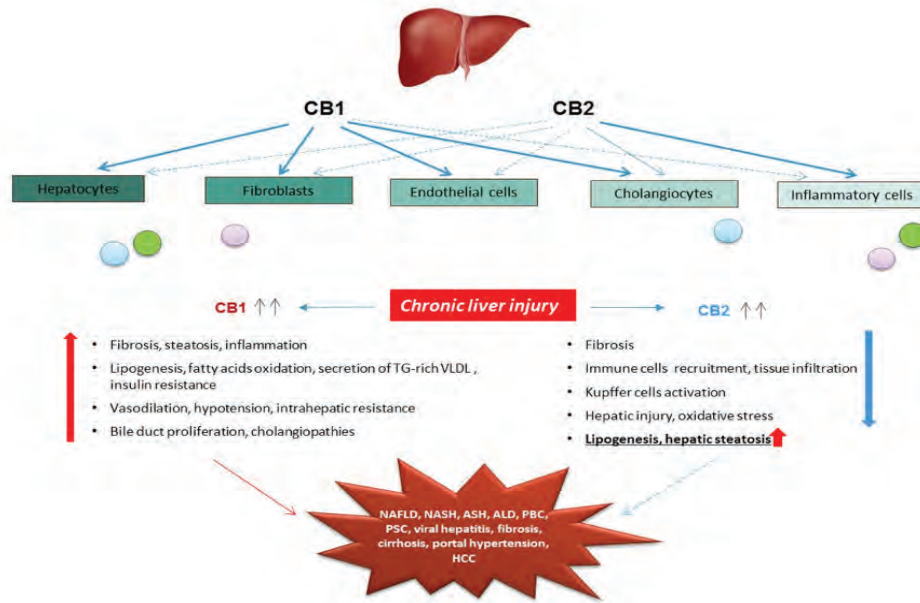 CB1 CB2
Hepatocytes Fibroblasts Endothelial cells Cholangiocytes Inflammatory cells
CB1 ↑↑ Chronic liver injury CB2 ↑↑
• Fibrosis, steatosis, inflammation
• Lipogenesis, fatty acids oxidation, secretion of TG-rich VLDL ,
insulin resistance
• Vasodilation, hypotension, intrahepatic resistance
• Bile duct proliferation, cholangiopathies
• Fibrosis
• Immune cells recruitment, tissue infiltration
• Kupffer cells activation
• Hepatic injury, oxidative stress
• Lipogenesis, hepatic steatosis
NAFLD, NASH, ASH, ALD, PBC,
PSC, viral hepatitis, fibrosis,
cirrhosis, portal hypertension,
HCC